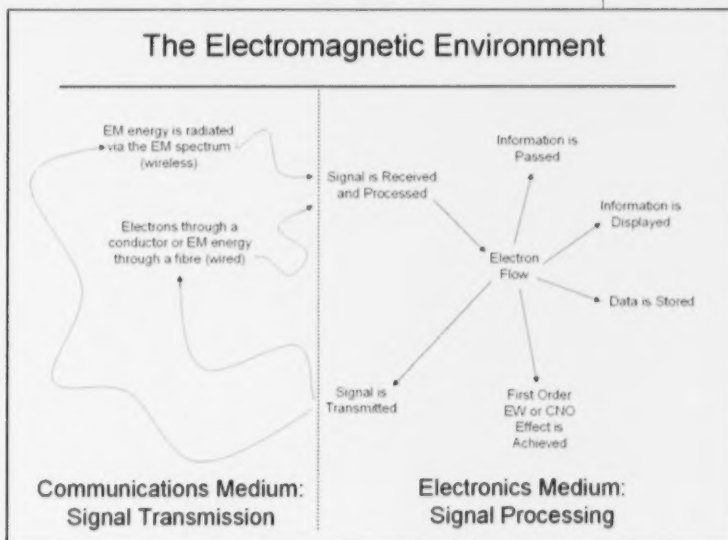 The Electromagnetic Environment
EM energy is radiated
via the EM spectrum
(wireless)
Electrons through a
conductor or EM energy
through a fibre (wired)
Signal is Received
and Processed
Information is
Passed
Information is
Displayed
Electron
Flow
Data is Stored
Signal is
Transmitted
First Order
EW or CNO
Effect is
Achieved
Communications Medium:
Signal Transmission
Electronics Medium:
Signal Processing